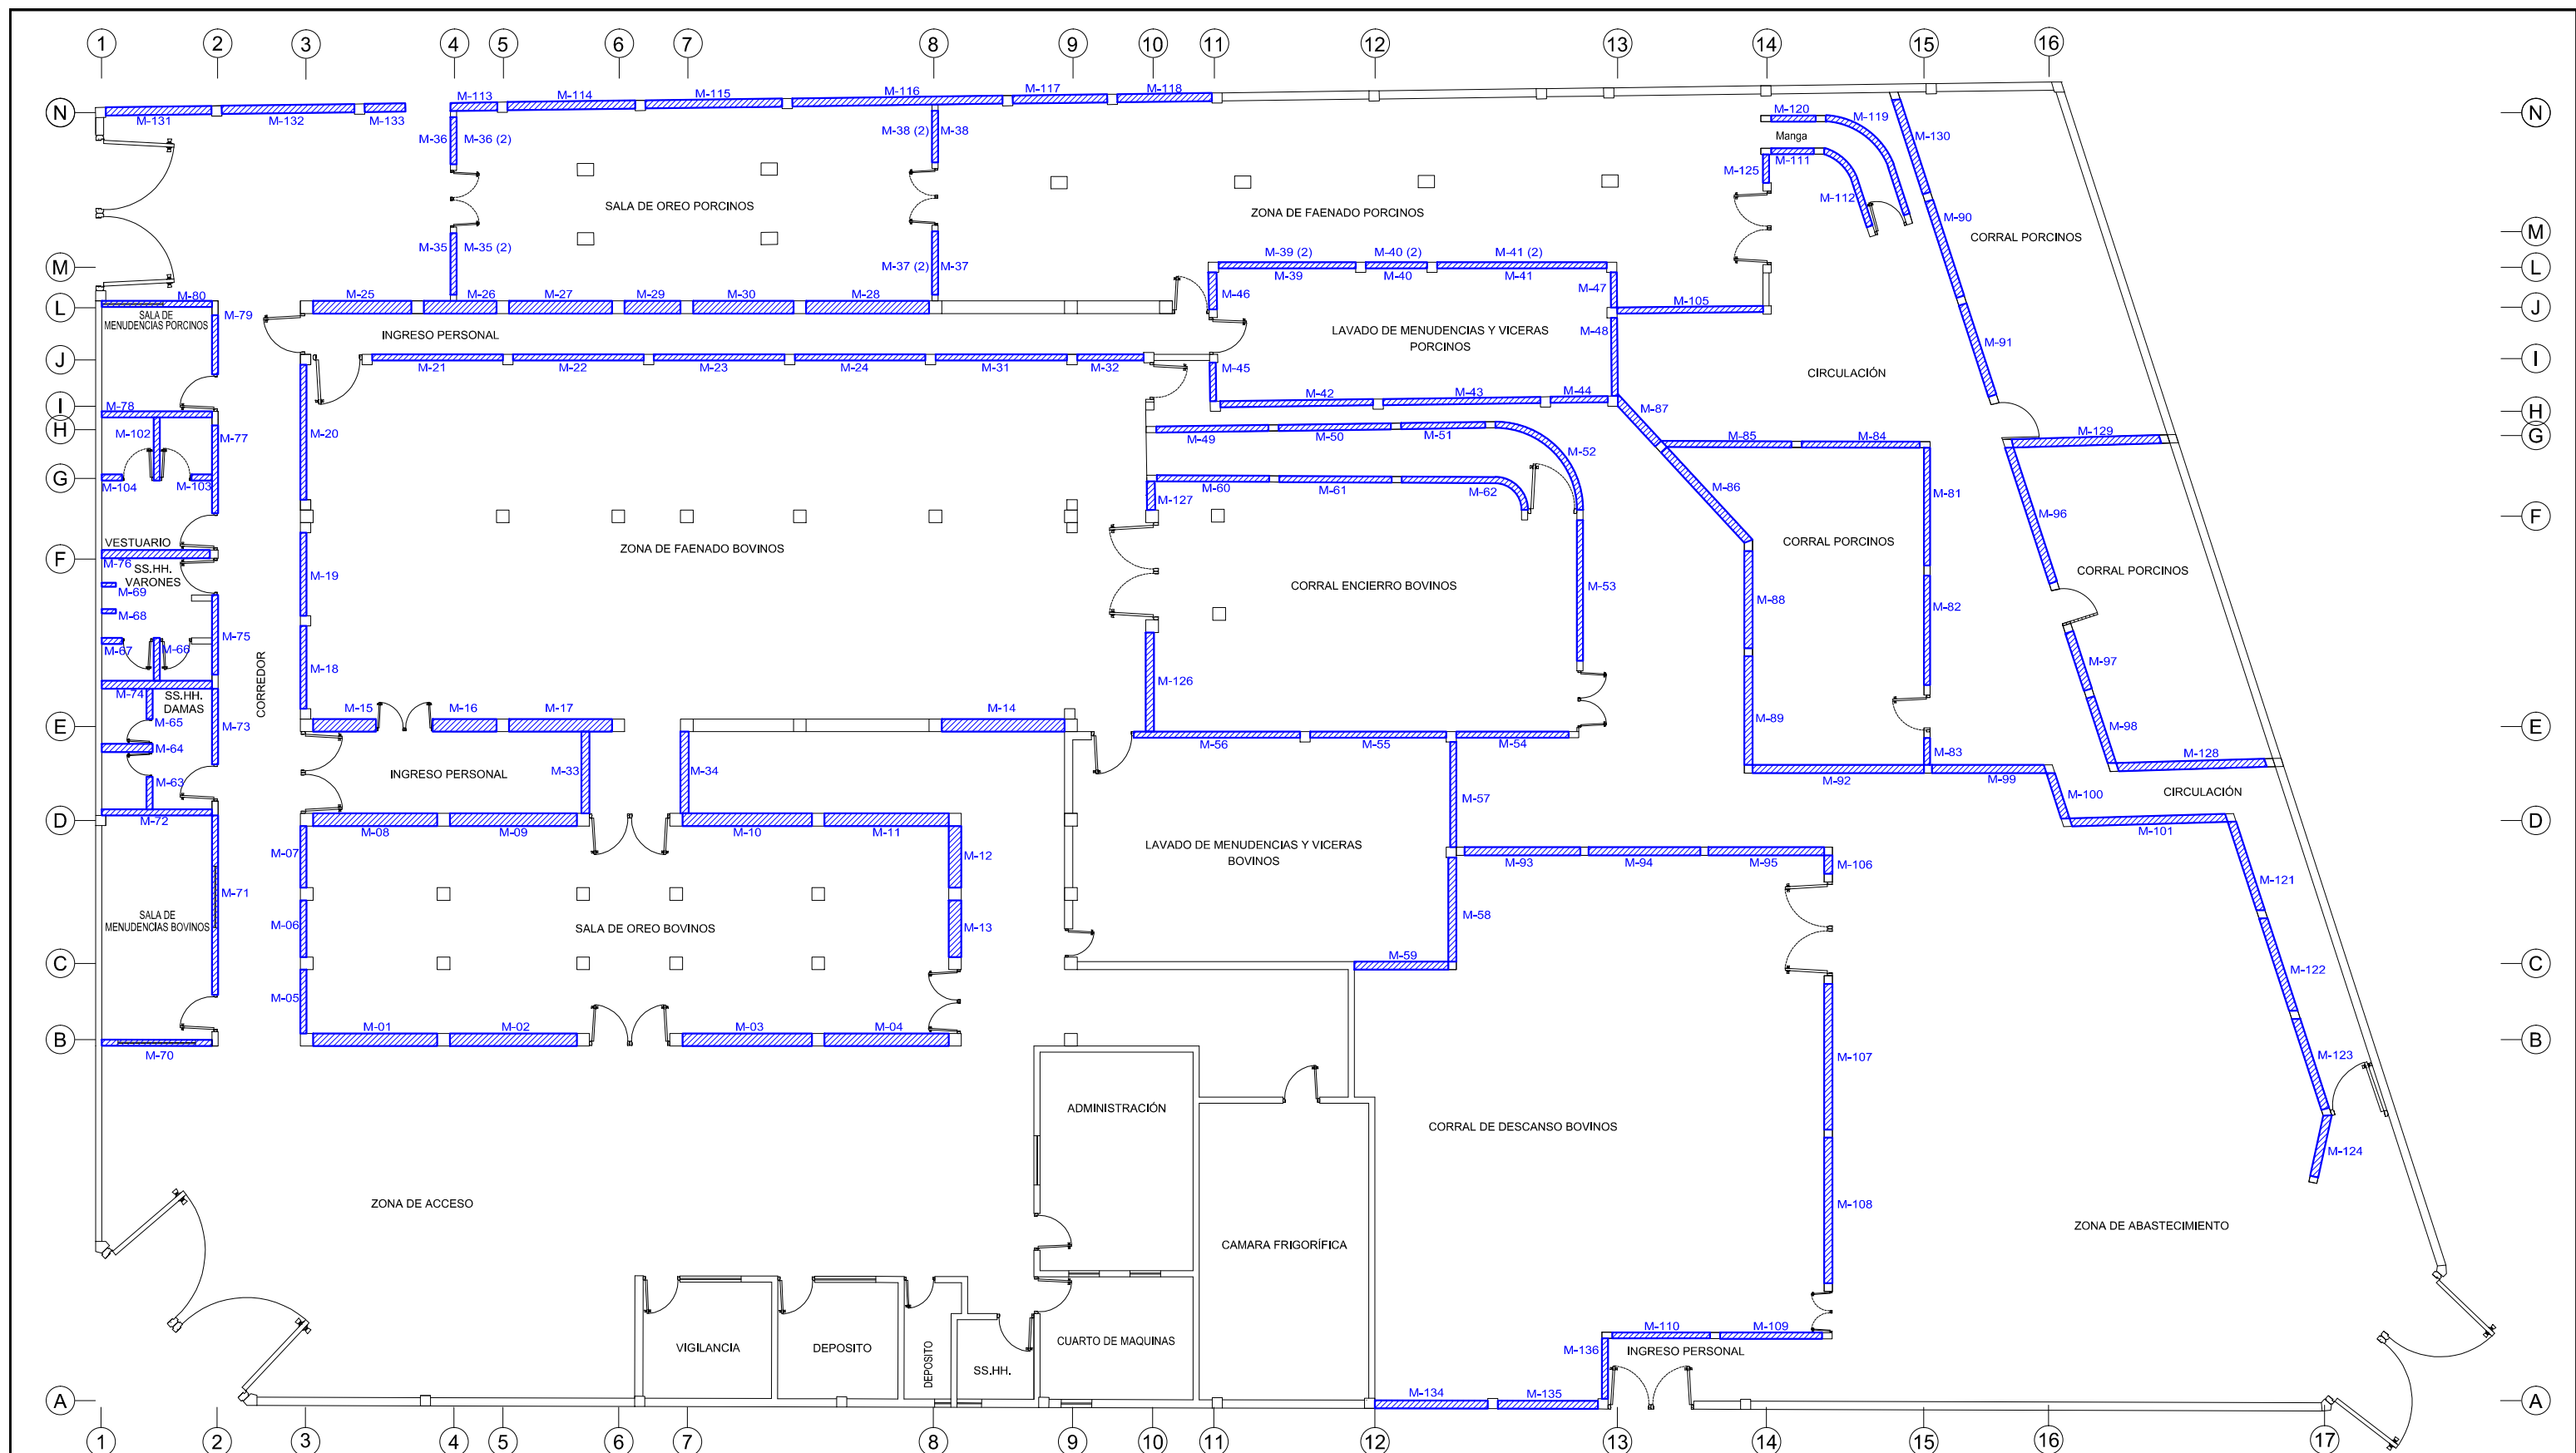 1 2 3 4 5 6 7 8 9 10 11 12 13 14 15 16
M-113 M-114 M-115 M-116 M-117 M-118
N M-131 M-132 M-133 M-120 M-119 N
M-36 M-36 (2) M-38 (2) M-38 Manga M-130
M-125 M-111
M-112
SALA DE OREO PORCINOS ZONA DE FAENADO PORCINOS M-90
M-35 M-35 (2) M-37 (2) M-37 M-39 (2) M-40 (2) M-41 (2) CORRAL PORCINOS M
M M-39 M-40 M-41 L
M-80 M-25 M-26 M-27 M-29 M-30 M-28 M-46 M-47 M-105
L SALA DE
MENUDENCIAS PORCINOS
M-79 J
INGRESO PERSONAL LAVADO DE MENUDENCIAS Y VICERAS
PORCINOS
M-48 M-91
J M-21 M-22 M-23 M-24 M-31 M-32 M-45 I
CIRCULACIÓN
I M-78 M-42 M-43 M-44 M-87 H
H M-102 M-77 M-20 M-49 M-50 M-51 M-85 M-84 M-129 G
M-52
G M-104 M-103 M-60 M-61 M-62 M-86 M-81
M-127 M-96 F
VESTUARIO ZONA DE FAENADO BOVINOS CORRAL PORCINOS
F M-76 SS.HH.
VARONES
M-19 CORRAL ENCIERRO BOVINOS M-53 CORRAL PORCINOS
M-69 M-88 M-82
M-68
M-67 M-66 M-75 M-18 M-97
CORREDOR
M-74 SS.HH.
DAMAS
M-126
M-65 M-73 M-15 M-16 M-17 M-14 M-98
E M-64 M-56 M-55 M-54 M-89 M-83 E
M-63 INGRESO PERSONAL M-33 M-34 M-92 M-99 M-128
M-100 CIRCULACIÓN
D M-72 M-08 M-09 M-10 M-11 M-57 M-101 D
M-07 M-12 LAVADO DE MENUDENCIAS Y VICERAS
BOVINOS
M-93 M-94 M-95 M-106
M-71 M-121
SALA DE
MENUDENCIAS BOVINOS
M-06 SALA DE OREO BOVINOS M-13 M-58
C M-59 C
M-05 M-122
B M-01 M-02 M-03 M-04 B
M-70 M-107 M-123
ADMINISTRACIÓN CORRAL DE DESCANSO BOVINOS
M-124
ZONA DE ACCESO M-108
CAMARA FRIGORÍFICA ZONA DE ABASTECIMIENTO
M-110 M-109
VIGILANCIA DEPOSITO DEPOSITO SS.HH. CUARTO DE MAQUINAS M-136 INGRESO PERSONAL
A M-134 M-135 A
1 2 3 4 5 6 7 8 9 10 11 12 13 14 15 16 17